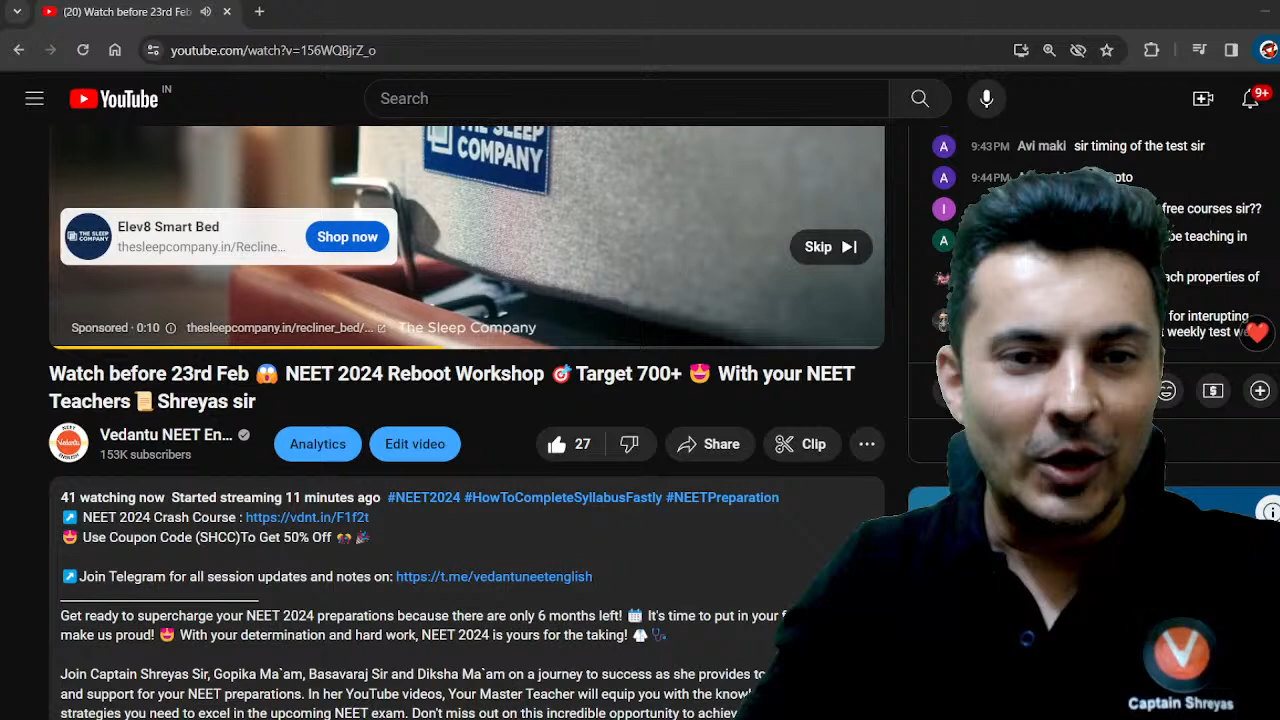 (20) Watch before 23rd Feb
youtube.com/watch?v=156WQBjrZ_o
YouTube IN
Search
9+
THE SLEEP
COMPANY
Elev8 Smart Bed
thesleepcompany.in/Recline...
Shop now
THE SLEEP
COMPANY
Skip
Sponsored · 0:10 thesleepcompany.in/recliner_bed/...
The Sleep Company
A 9:43PM Avi maki sir timing of the test sir
A 9:44PM
I free courses sir??
A be teaching in
ach properties of
for interupting
weekly test
Watch before 23rd Feb 😱 NEET 2024 Reboot Workshop 🎯 Target 700+ 🤩 With your NEET
Teachers 📜 Shreyas sir
NEET
Vedantu
ENGLISH
Vedantu NEET En...
153K subscribers
Analytics
Edit video
27
Share
Clip
41 watching now Started streaming 11 minutes ago #NEET2024 #HowToCompleteSyllabusFastly #NEETPreparation
↗️ NEET 2024 Crash Course : https://vdnt.in/F1f2t
🤩 Use Coupon Code (SHCC)To Get 50% Off 🎊 🎉
↗️ Join Telegram for all session updates and notes on: https://t.me/vedantuneetenglish
Get ready to supercharge your NEET 2024 preparations because there are only 6 months left! 🗓️ It's time to put in your
make us proud! 🤩 With your determination and hard work, NEET 2024 is yours for the taking! 🥼 🩺
Join Captain Shreyas Sir, Gopika Ma`am, Basavaraj Sir and Diksha Ma`am on a journey to success as she provides
and support for your NEET preparations. In her YouTube videos, Your Master Teacher will equip you with the
strategies you need to excel in the upcoming NEET exam. Don't miss out on this incredible opportunity to
V
Captain Shreyas